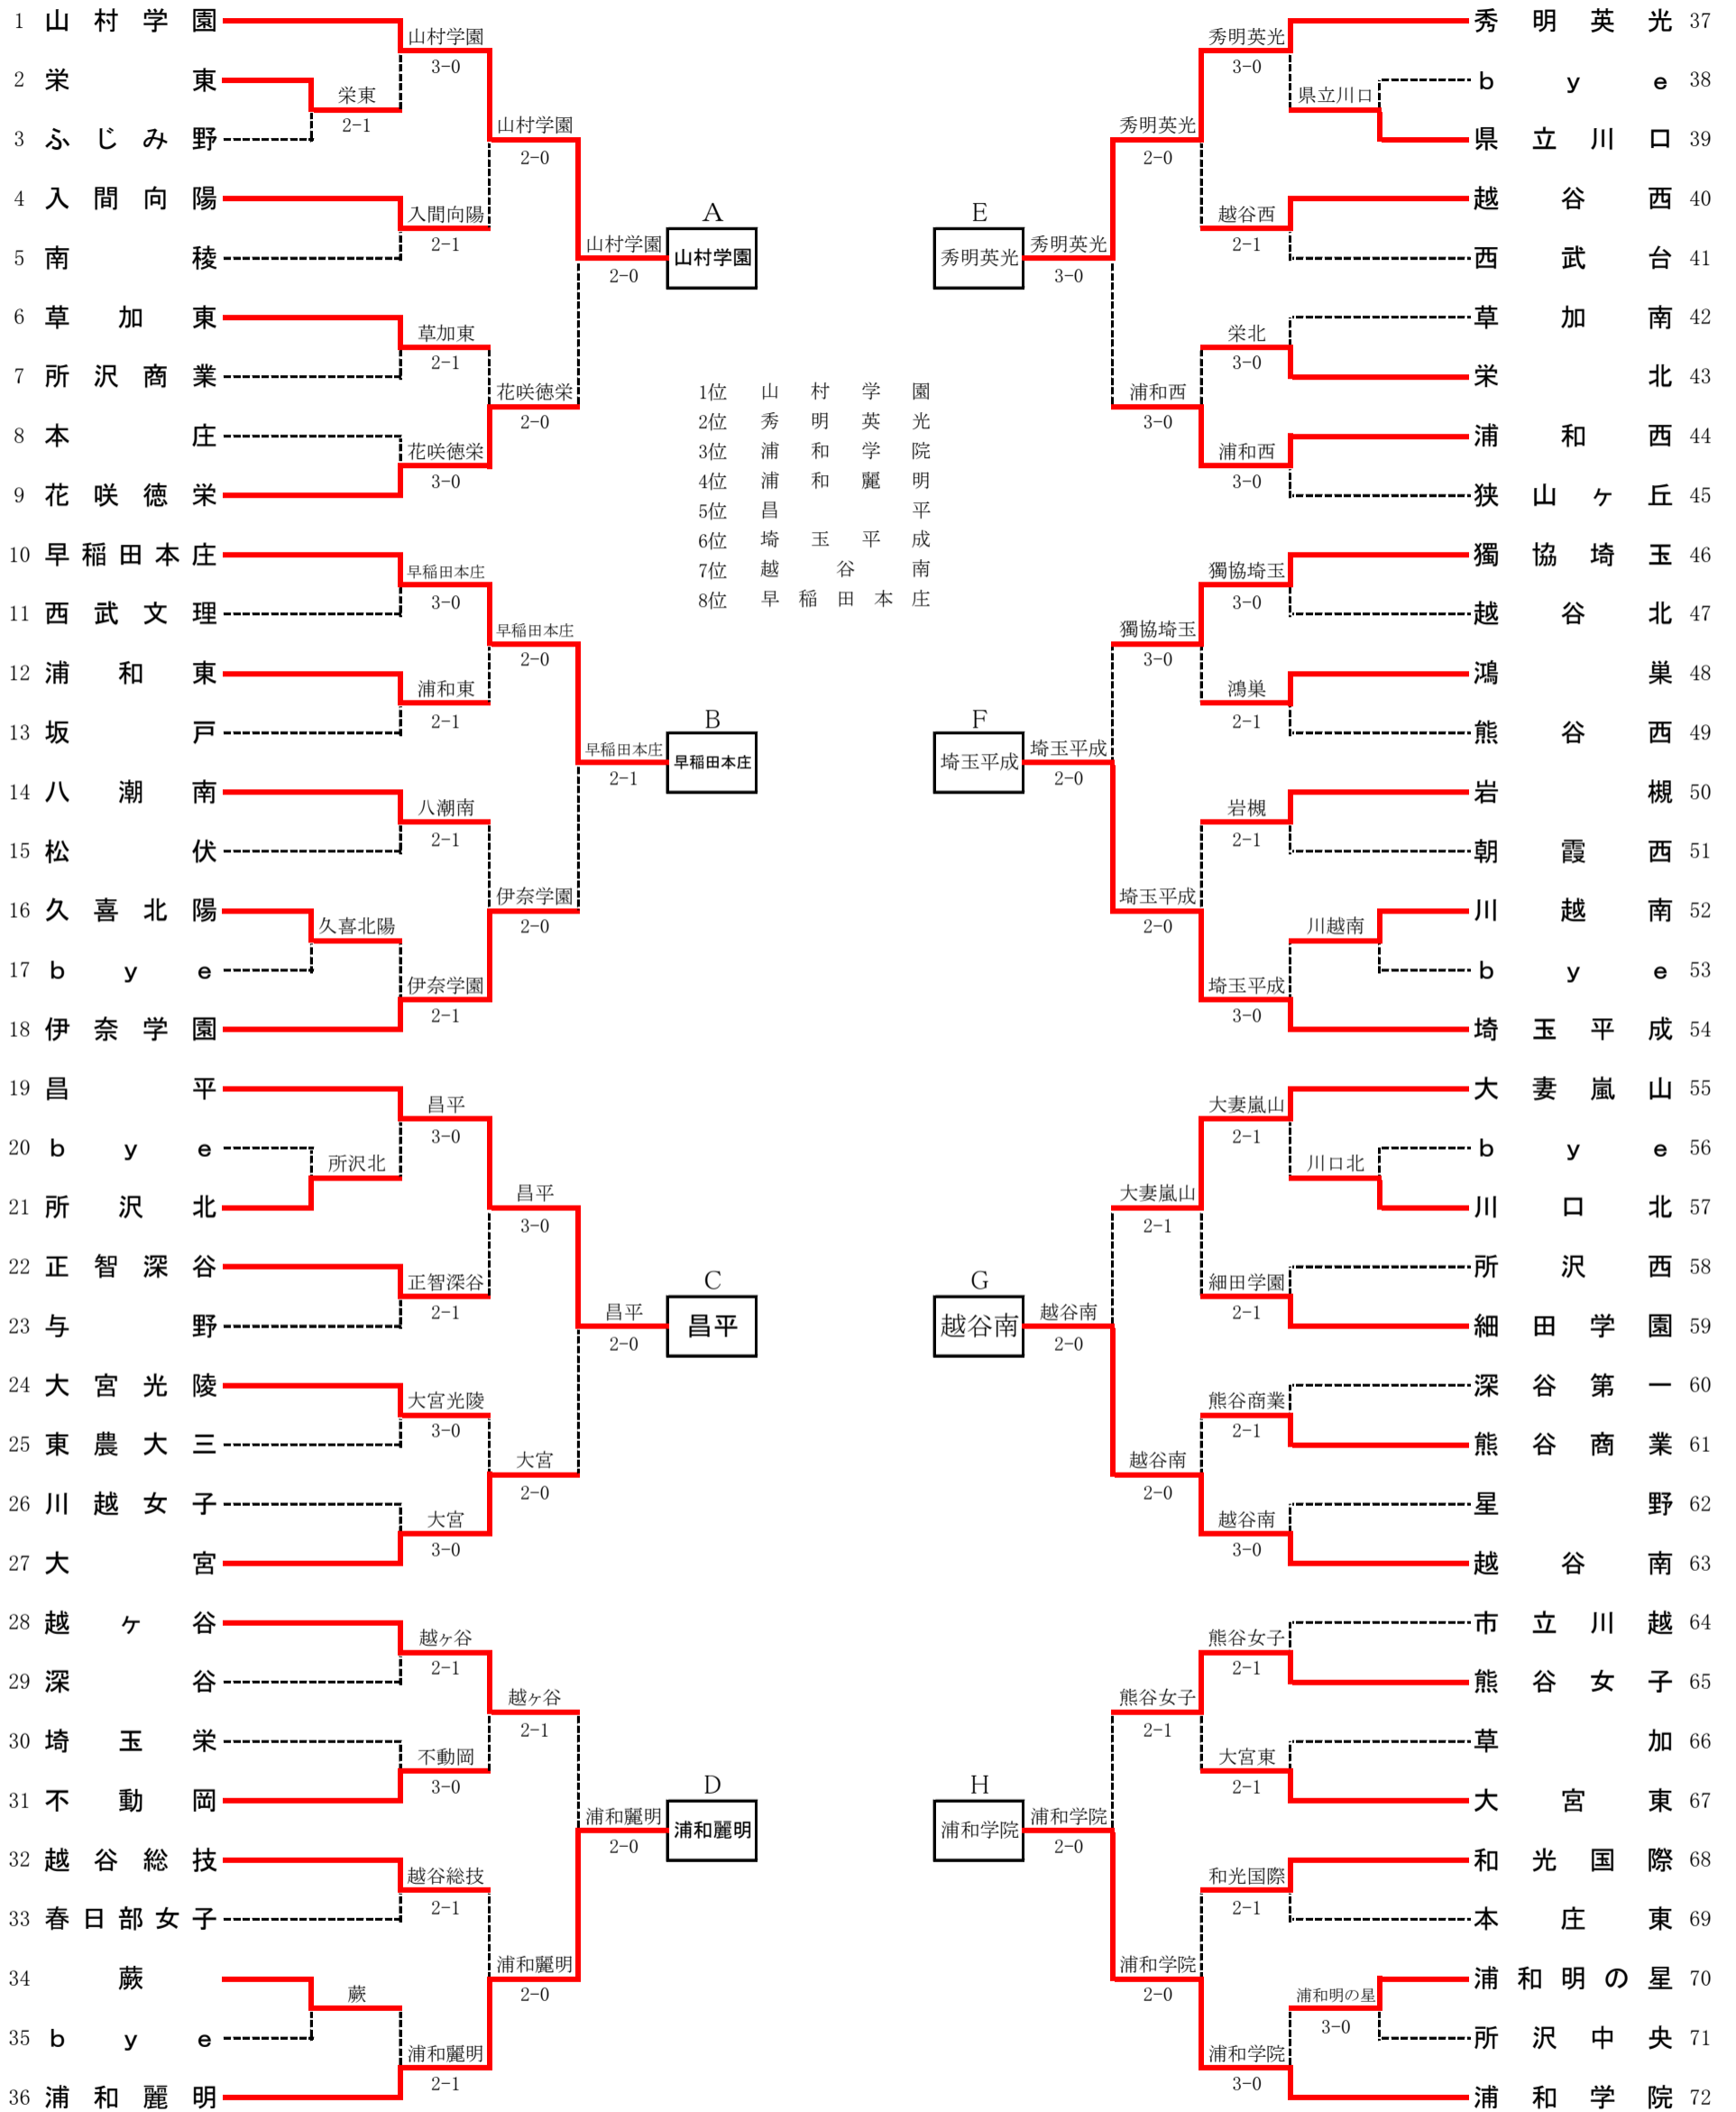 1 山村学園
2 栄東
3 ふじみ野
4 入間向陽
5 南稜
6 草加東
7 所沢商業
8 本庄
9 花咲徳栄
10 早稲田本庄
11 西武文理
12 浦和東
13 坂戸
14 八潮南
15 松伏
16 久喜北陽
17 bye
18 伊奈学園
19 昌平
20 bye
21 所沢北
22 正智深谷
23 与野
24 大宮光陵
25 東農大三
26 川越女子
27 大宮
28 越ヶ谷
29 深谷
30 埼玉栄
31 不動岡
32 越谷総技
33 春日部女子
34 蕨
35 bye
36 浦和麗明
栄東
2-1
久喜北陽
所沢北
蕨
山村学園
3-0
入間向陽
2-1
草加東
2-1
花咲徳栄
3-0
早稲田本庄
3-0
浦和東
2-1
八潮南
2-1
伊奈学園
2-1
昌平
3-0
正智深谷
2-1
大宮光陵
3-0
大宮
3-0
越ヶ谷
2-1
不動岡
3-0
越谷総技
2-1
浦和麗明
2-1
山村学園
2-0
花咲徳栄
2-0
早稲田本庄
2-0
伊奈学園
2-0
昌平
3-0
大宮
2-0
越ヶ谷
2-1
浦和麗明
2-0
山村学園
2-0
早稲田本庄
2-1
昌平
2-0
浦和麗明
2-0
A
山村学園
B
早稲田本庄
C
昌平
D
浦和麗明
1位 山村学園
2位 秀明英光
3位 浦和学院
4位 浦和麗明
5位 昌平
6位 埼玉平成
7位 越谷南
8位 早稲田本庄
E
秀明英光
F
埼玉平成
G
越谷南
H
浦和学院
秀明英光
3-0
埼玉平成
2-0
越谷南
2-0
浦和学院
2-0
秀明英光
2-0
浦和西
3-0
獨協埼玉
3-0
埼玉平成
2-0
大妻嵐山
2-1
越谷南
2-0
熊谷女子
2-1
浦和学院
2-0
秀明英光
3-0
越谷西
2-1
栄北
3-0
浦和西
3-0
獨協埼玉
3-0
鴻巣
2-1
岩槻
2-1
埼玉平成
3-0
大妻嵐山
2-1
細田学園
2-1
熊谷商業
2-1
越谷南
3-0
熊谷女子
2-1
大宮東
2-1
和光国際
2-1
浦和学院
3-0
県立川口
川越南
川口北
浦和明の星
3-0
秀明英光 37
bye 38
県立川口 39
越谷西 40
西武台 41
草加南 42
栄北 43
浦和西 44
狭山ヶ丘 45
獨協埼玉 46
越谷北 47
鴻巣 48
熊谷西 49
岩槻 50
朝霞西 51
川越南 52
bye 53
埼玉平成 54
大妻嵐山 55
bye 56
川口北 57
所沢西 58
細田学園 59
深谷第一 60
熊谷商業 61
星野 62
越谷南 63
市立川越 64
熊谷女子 65
草加 66
大宮東 67
和光国際 68
本庄東 69
浦和明の星 70
所沢中央 71
浦和学院 72